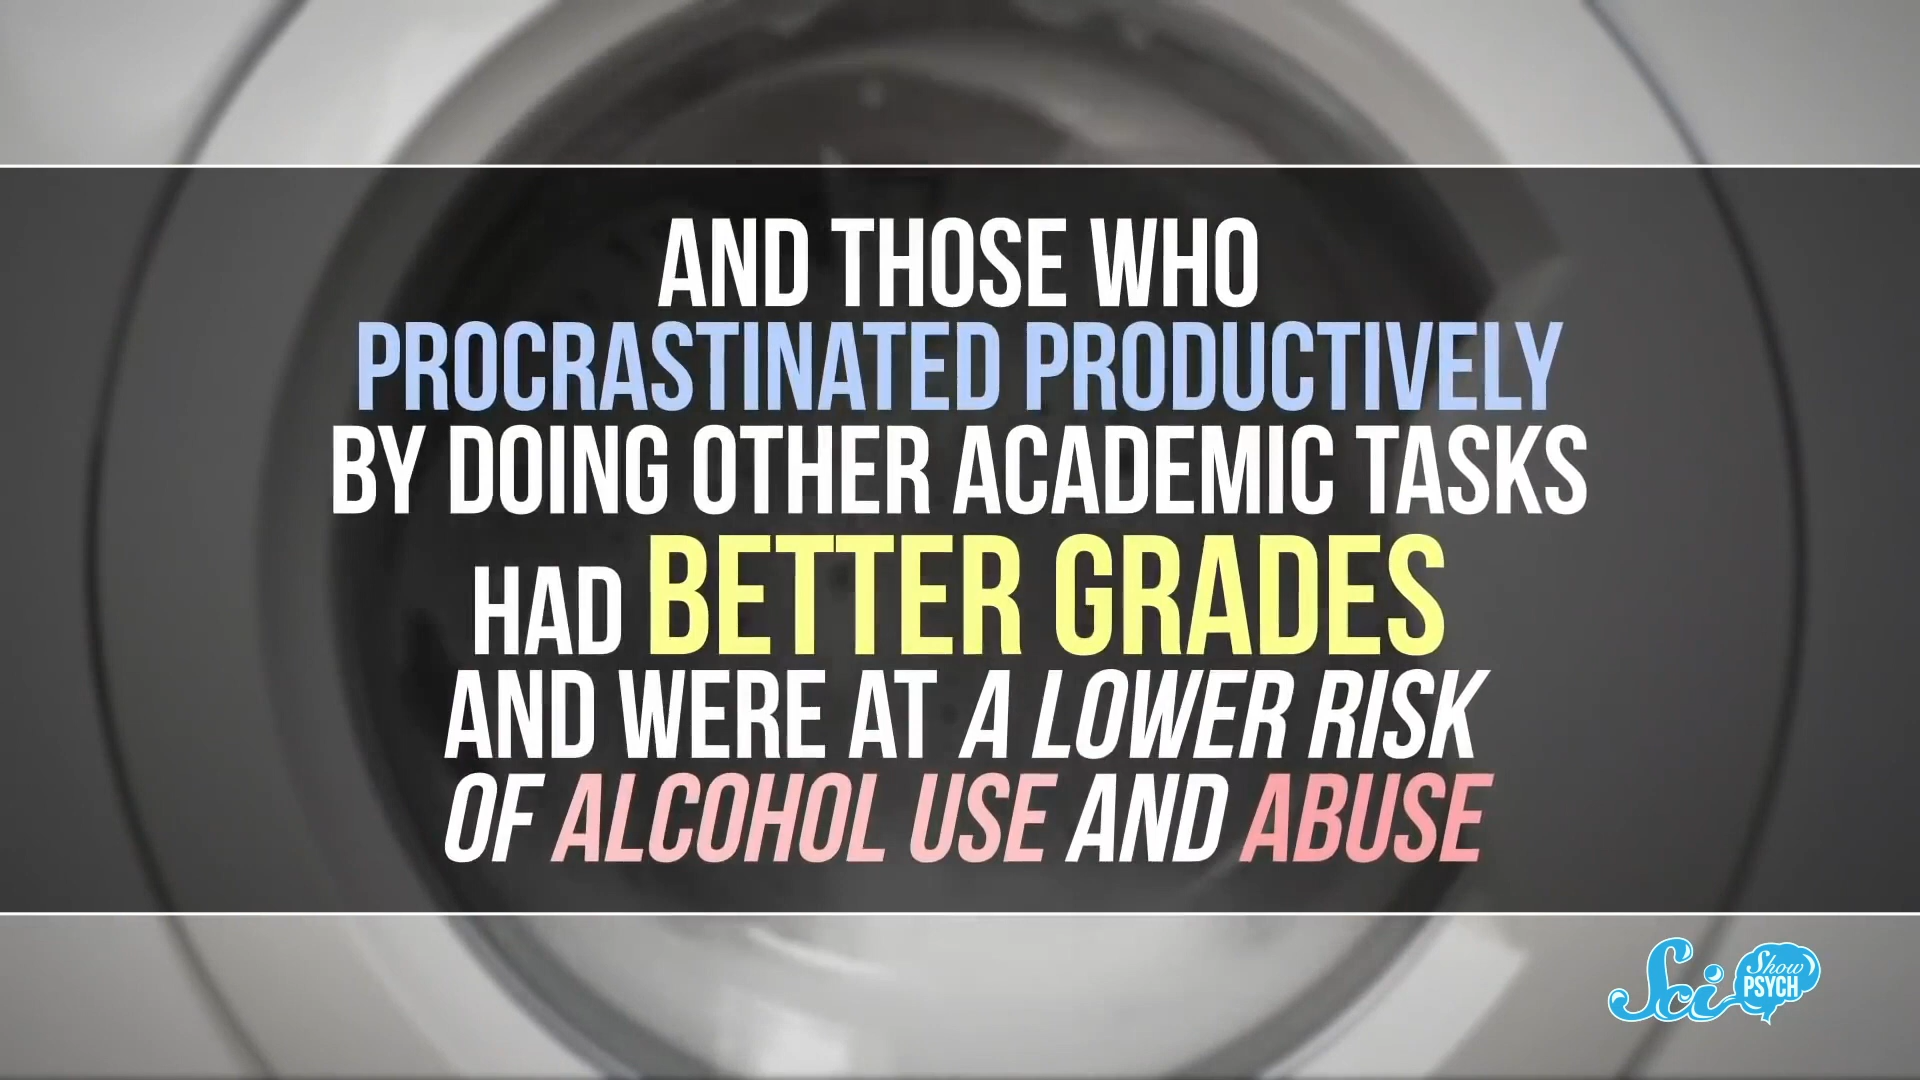 AND THOSE WHO
PROCRASTINATED PRODUCTIVELY
BY DOING OTHER ACADEMIC TASKS
HAD BETTER GRADES
AND WERE AT A LOWER RISK
OF ALCOHOL USE AND ABUSE
Sci Show
PSYCH